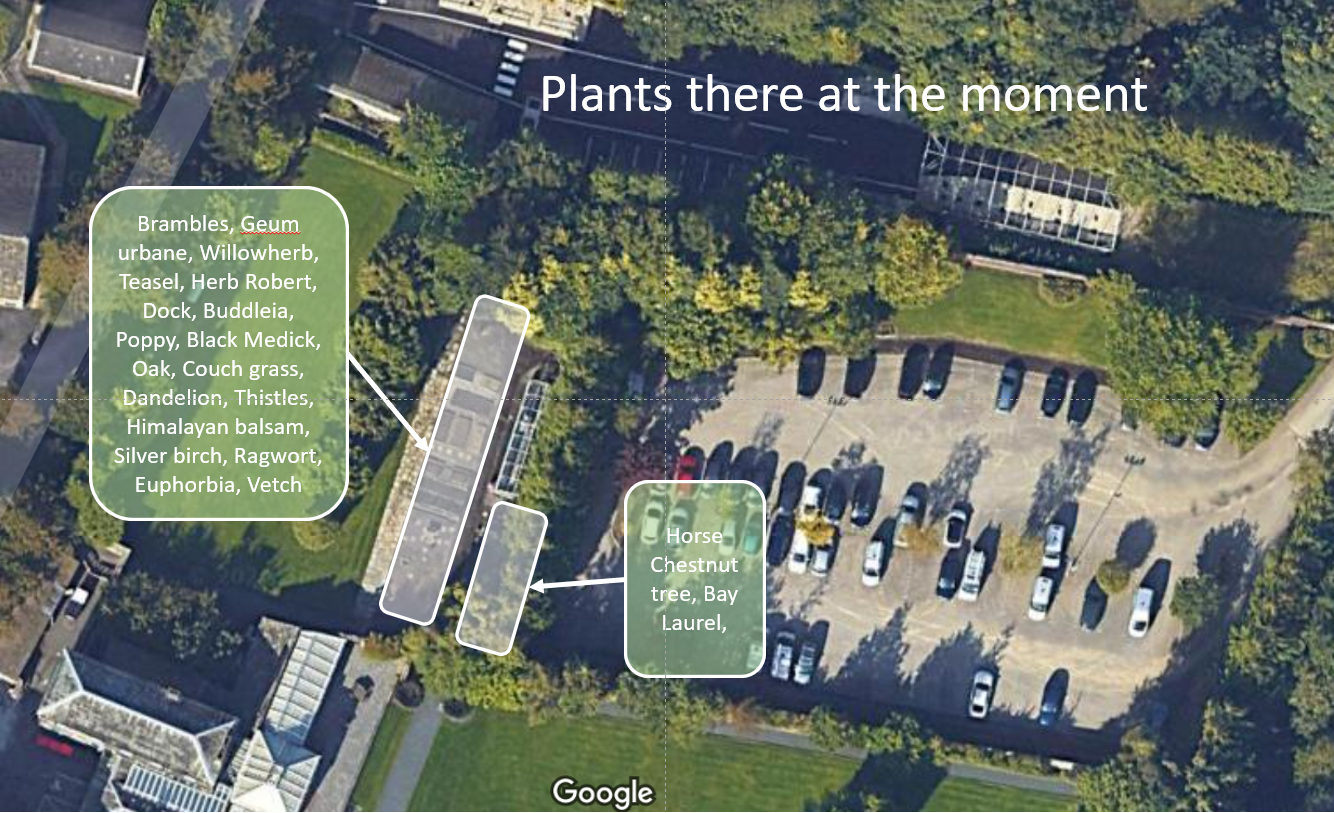 Plants there at the moment
Brambles, Geum
urbane, Willowherb,
Teasel, Herb Robert,
Dock, Buddleia,
Poppy, Black Medick,
Oak, Couch grass,
Dandelion, Thistles,
Himalayan balsam,
Silver birch, Ragwort,
Euphorbia, Vetch
Horse
Chestnut
tree, Bay
Laurel,
Google